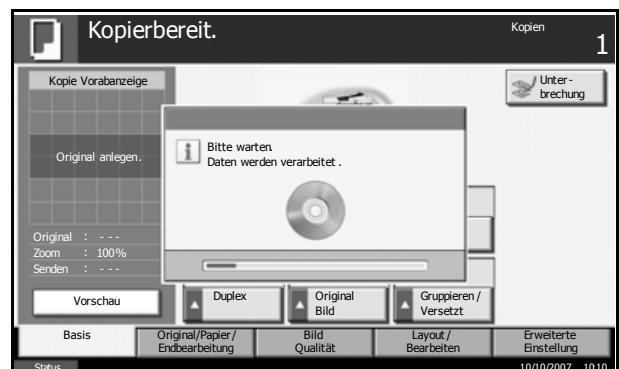 Kopierbereit.
Kopien
1
Kopie Vorabanzeige
Original anlegen.
Original : - - -
Zoom : 100%
Senden : - - -
Vorschau
Unter-
brechung
Bitte warten.
Daten werden verarbeitet .
Duplex
Original
Bild
Gruppieren /
Versetzt
Basis
Original/Papier/
Endbearbeitung
Bild
Qualität
Layout/
Bearbeiten
Erweiterte
Einstellung
Status
10/10/2007 10:10